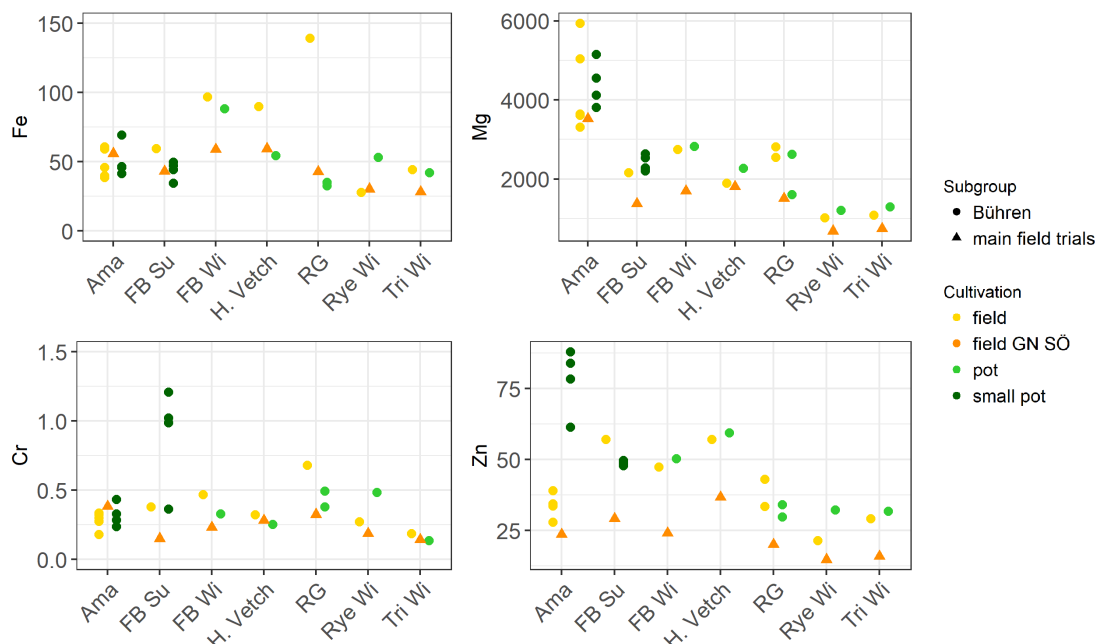 Fe
150
100
50
0
Ama
FB Su
FB Wi
H. Vetch
RG
Rye Wi
Tri Wi
Mg
6000
4000
2000
Ama
FB Su
FB Wi
H. Vetch
RG
Rye Wi
Tri Wi
Cr
1.5
1.0
0.5
0.0
Ama
FB Su
FB Wi
H. Vetch
RG
Rye Wi
Tri Wi
Zn
75
50
25
Ama
FB Su
FB Wi
H. Vetch
RG
Rye Wi
Tri Wi
Subgroup
Bühren
main field trials
Cultivation
field
field GN SÖ
pot
small pot